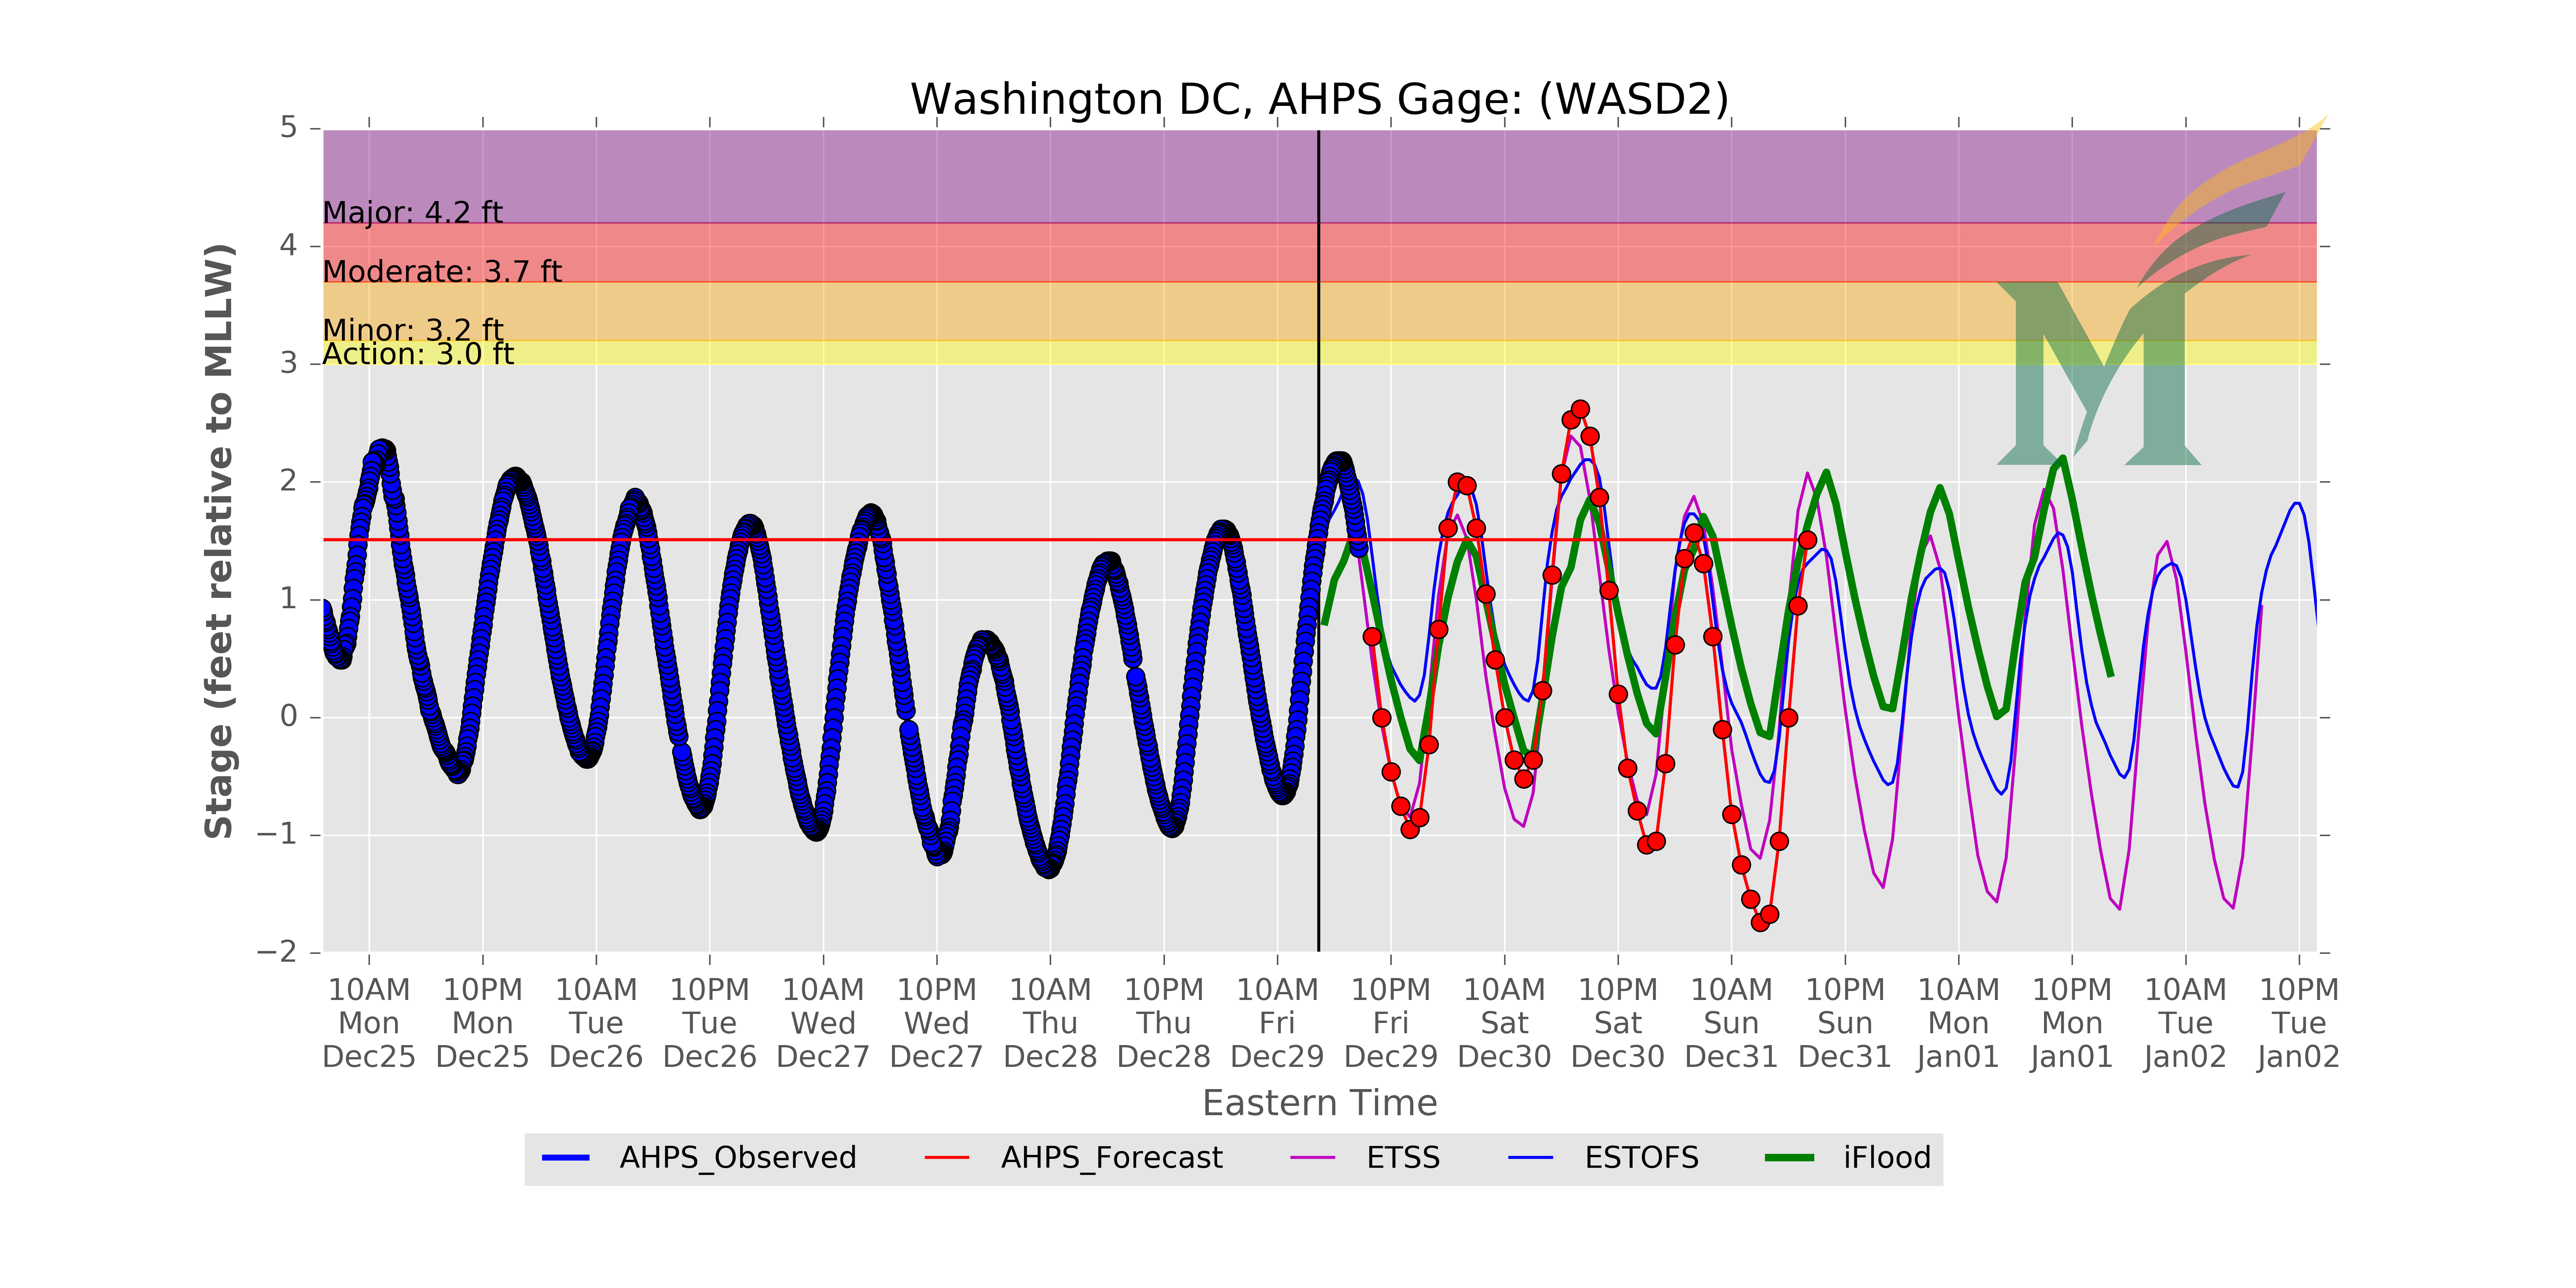 Washington DC, AHPS Gage: (WASD2)
5
Major: 4.2 ft
4
Moderate: 3.7 ft
Minor: 3.2 ft
Action: 3.0 ft
3
2
1
0
−1
−2
Stage (feet relative to MLLW)
M
10AM 10PM 10AM 10PM 10AM 10PM 10AM 10PM 10AM 10PM 10AM 10PM 10AM 10PM 10AM 10PM 10AM 10PM
Mon Mon Tue Tue Wed Wed Thu Thu Fri Fri Sat Sat Sun Sun Mon Mon Tue Tue
Dec25 Dec25 Dec26 Dec26 Dec27 Dec27 Dec28 Dec28 Dec29 Dec29 Dec30 Dec30 Dec31 Dec31 Jan01 Jan01 Jan02 Jan02
Eastern Time
AHPS_Observed AHPS_Forecast ETSS ESTOFS iFlood